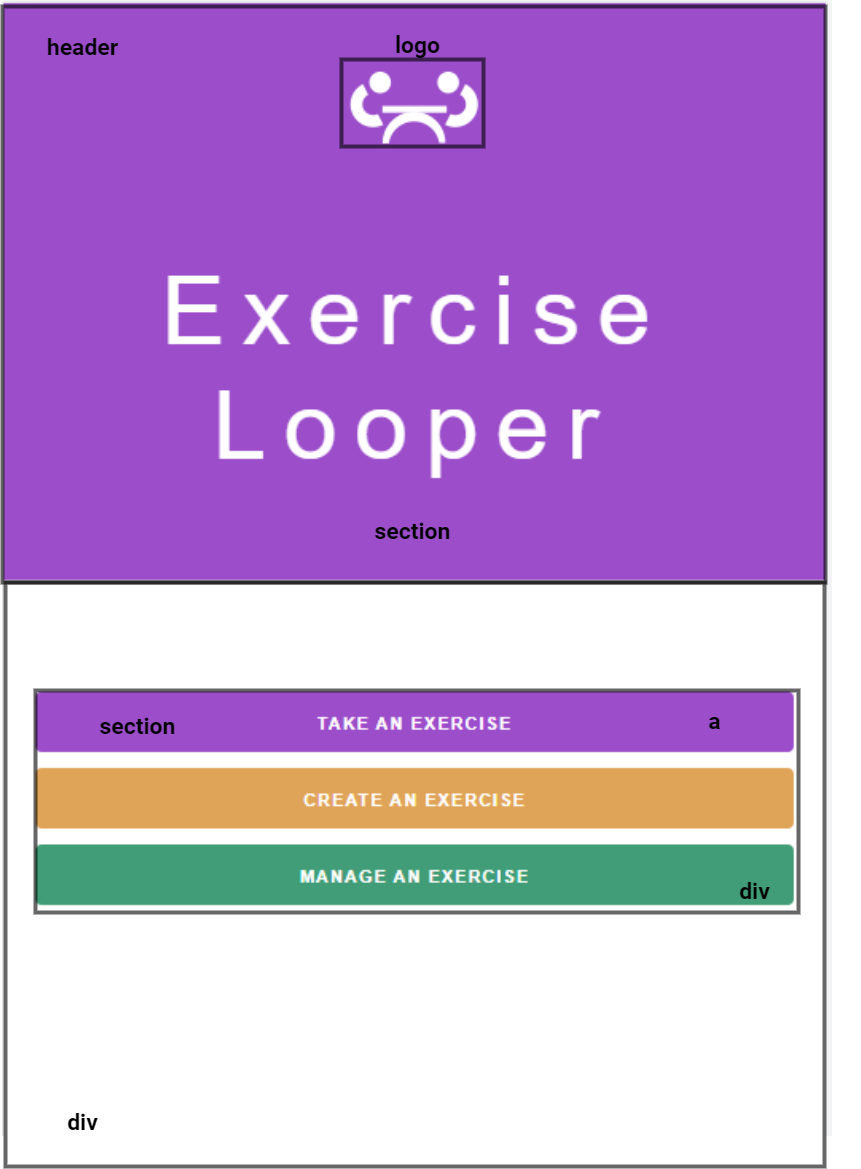 header
logo
Exercise
Looper
section
section TAKE AN EXERCISE a
CREATE AN EXERCISE
MANAGE AN EXERCISE
div
div